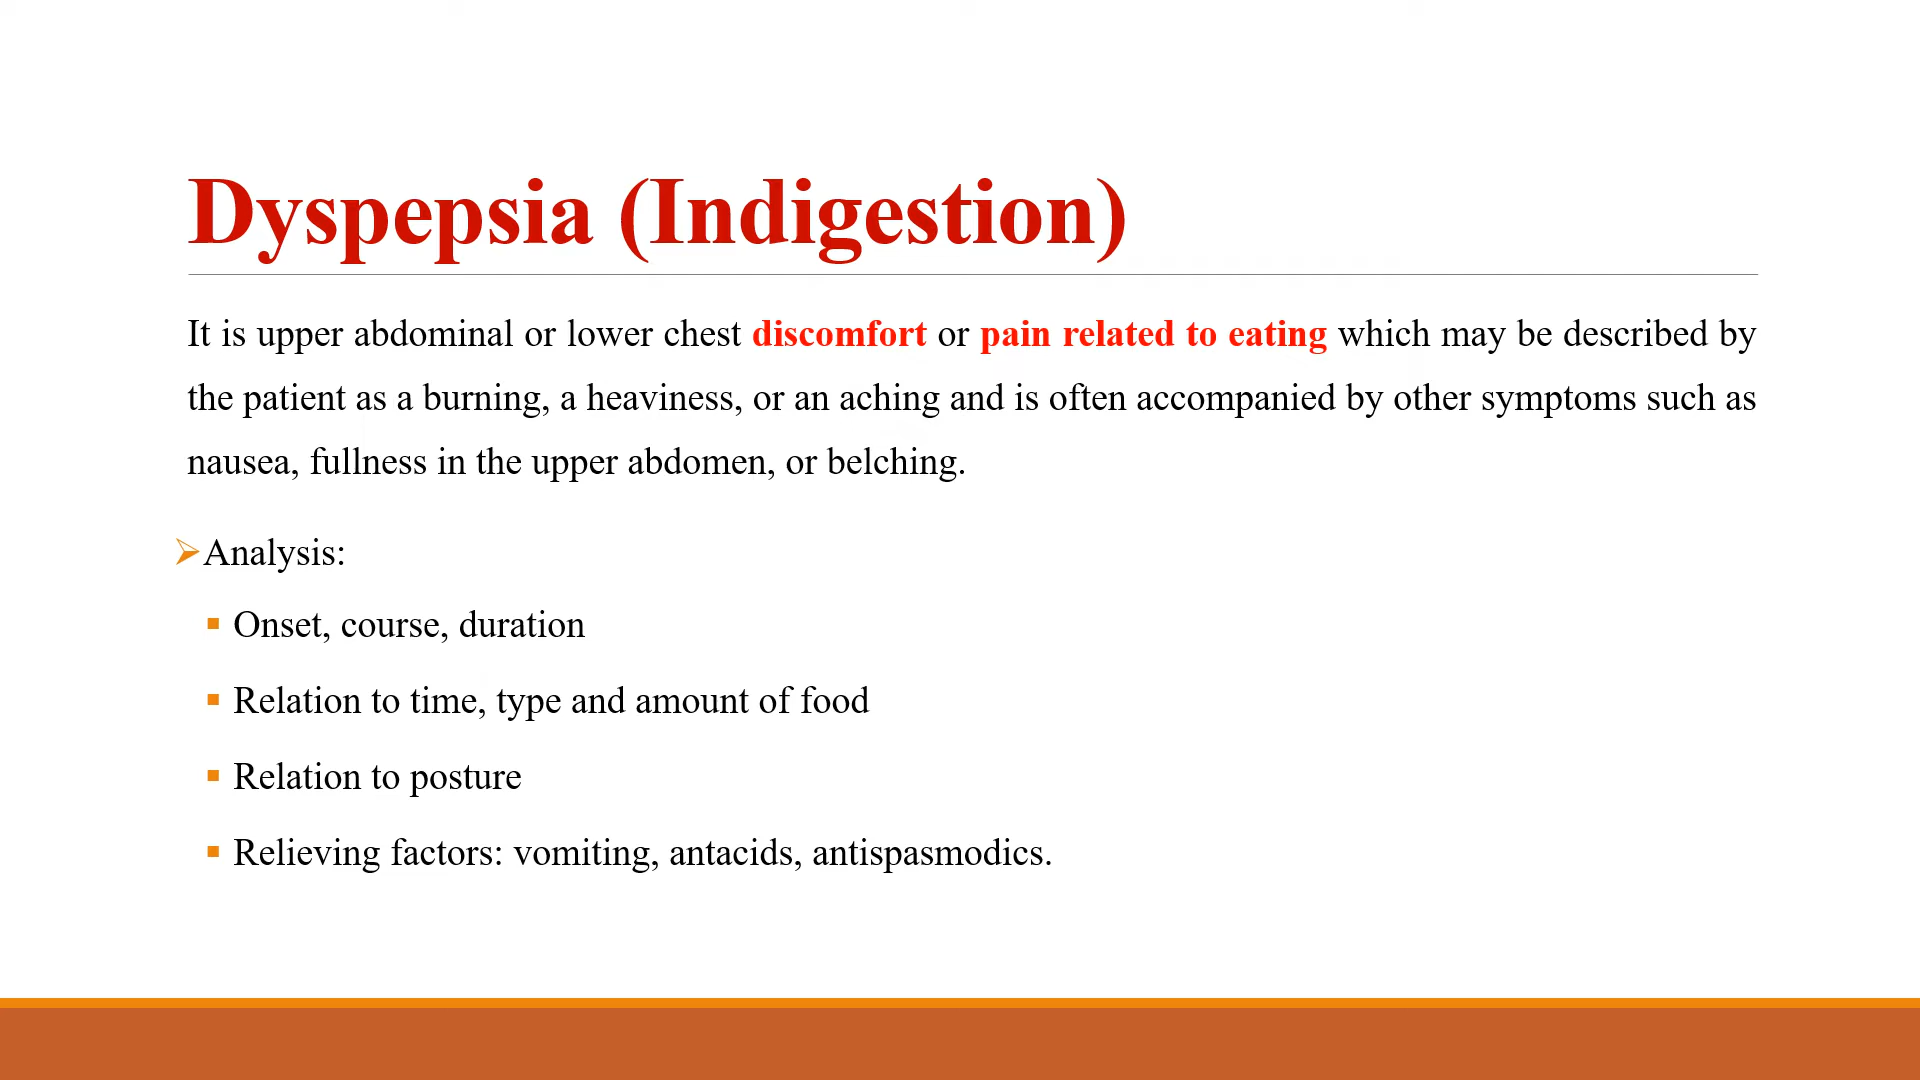 Dyspepsia (Indigestion)
It is upper abdominal or lower chest discomfort or pain related to eating which may be described by
the patient as a burning, a heaviness, or an aching and is often accompanied by other symptoms such as
nausea, fullness in the upper abdomen, or belching.
Analysis:
Onset, course, duration
Relation to time, type and amount of food
Relation to posture
Relieving factors: vomiting, antacids, antispasmodics.